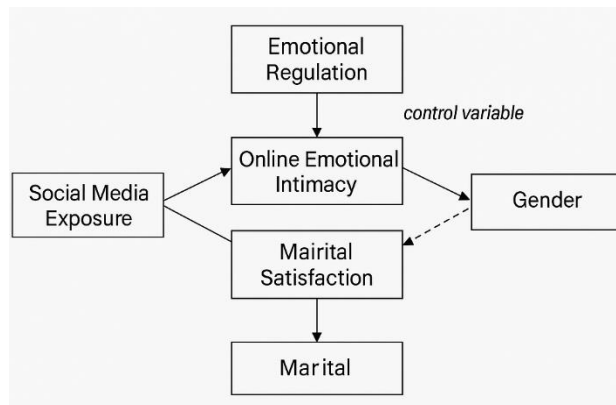 Emotional
Regulation
control variable
Online Emotional
Intimacy
Social Media
Exposure
Gender
Mairital
Satisfaction
Marital